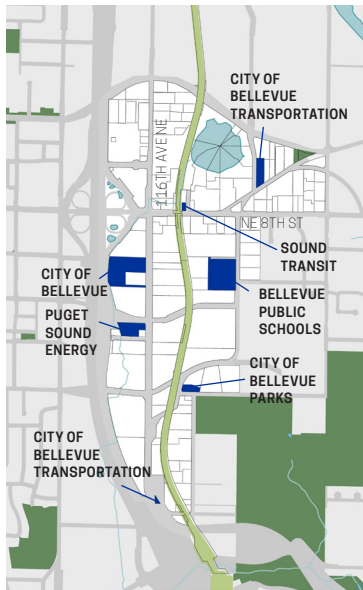 CITY OF
BELLEVUE
TRANSPORTATION
116TH AVE NE
NE 8TH ST
SOUND
TRANSIT
CITY OF
BELLEVUE
BELLEVUE
PUBLIC
SCHOOLS
PUGET
SOUND
ENERGY
CITY OF
BELLEVUE
PARKS
CITY OF
BELLEVUE
TRANSPORTATION